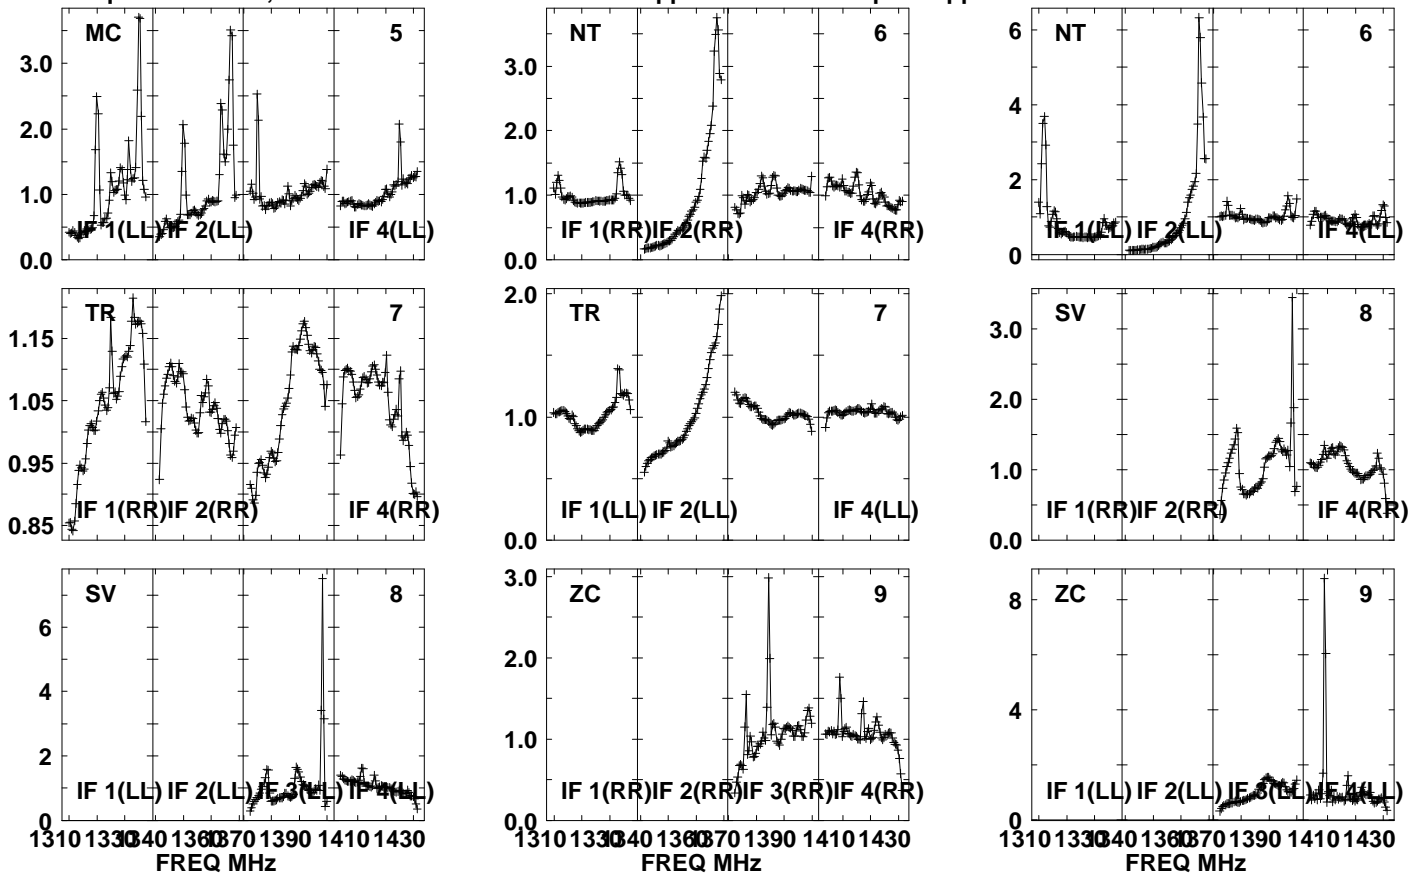 MC 5
3.0
2.0
1.0
0.0
IF 1(LL) IF 2(LL) IF 4(LL)
NT 6
3.0
2.0
1.0
0.0
IF 1(RR) IF 2(RR) IF 4(RR)
NT 6
6
4
2
0
IF 1(LL) IF 2(LL) IF 4(LL)
TR 7
1.15
1.05
0.95
0.85
IF 1(RR) IF 2(RR) IF 4(RR)
TR 7
2.0
1.0
0.0
IF 1(LL) IF 2(LL) IF 4(LL)
SV 8
3.0
2.0
1.0
0.0
IF 1(RR) IF 2(RR) IF 4(RR)
SV 8
6
4
2
0
IF 1(LL) IF 2(LL) IF 3(LL) IF 4(LL)
1310 1330 1340 1360 1370 1390 1410
FREQ MHz
ZC 9
3.0
2.0
1.0
0.0
IF 1(RR) IF 2(RR) IF 3(RR) IF 4(RR)
1310 1330 1340 1360 1370 1390 1410
FREQ MHz
ZC 9
8
4
0
IF 1(LL) IF 2(LL) IF 3(LL) IF 4(LL)
1310 1330 1340 1360 1370 1390 1410
FREQ MHz